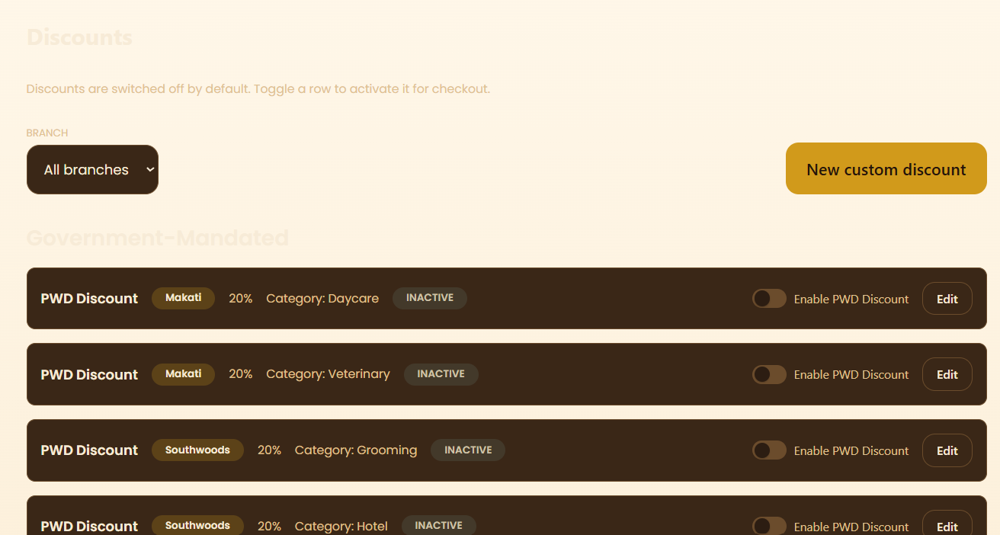 Discounts
Discounts are switched off by default. Toggle a row to activate it for checkout.
BRANCH
All branches
New custom discount
Government-Mandated
PWD Discount Makati 20% Category: Daycare INACTIVE Enable PWD Discount Edit
PWD Discount Makati 20% Category: Veterinary INACTIVE Enable PWD Discount Edit
PWD Discount Southwoods 20% Category: Grooming INACTIVE Enable PWD Discount Edit
PWD Discount Southwoods 20% Category: Hotel INACTIVE Enable PWD Discount Edit